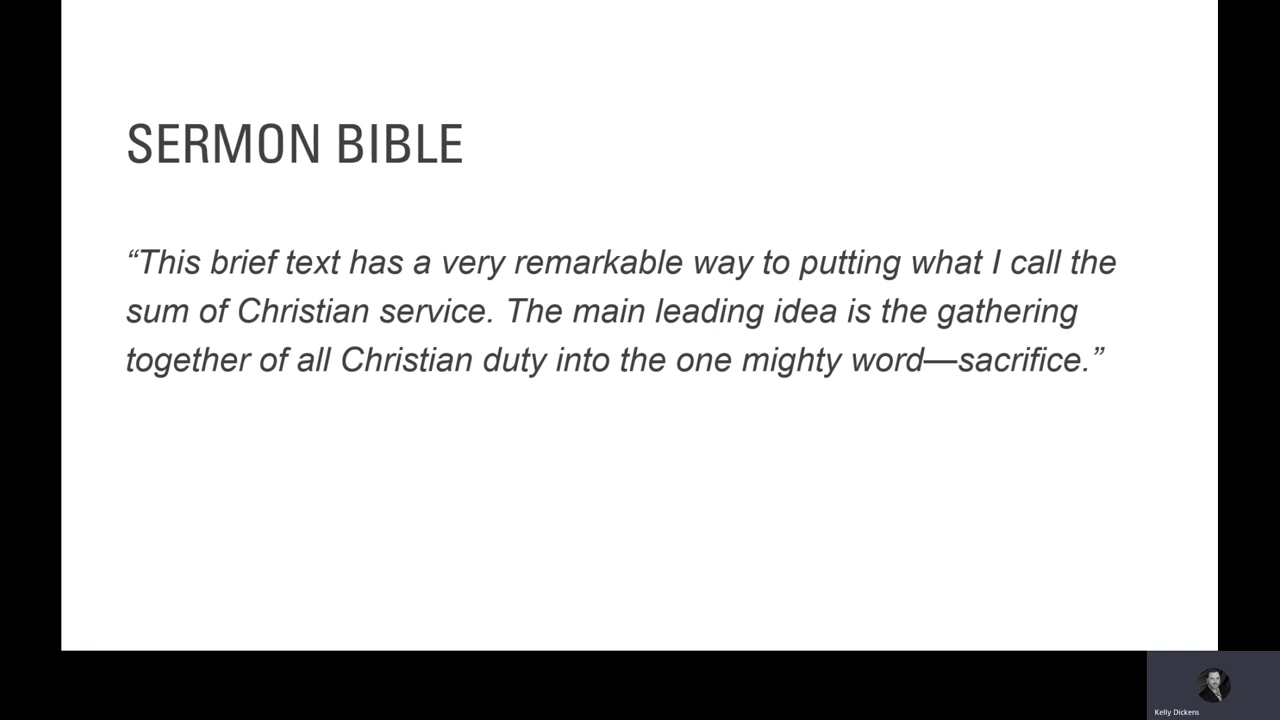 SERMON BIBLE
“This brief text has a very remarkable way to putting what I call the
sum of Christian service. The main leading idea is the gathering
together of all Christian duty into the one mighty word—sacrifice.”
Kelly Dickens